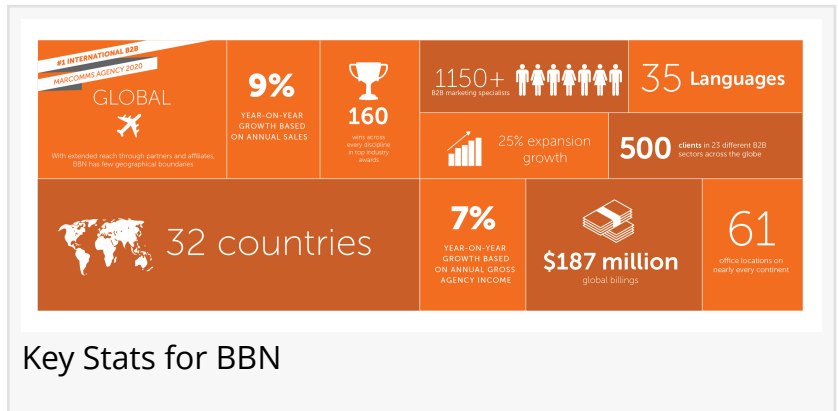 #1 INTERNATIONAL B2B
MARCOMMS AGENCY 2020
GLOBAL
With extended reach through partners and affiliates,
BBN has few geographical boundaries
9%
YEAR-ON-YEAR
GROWTH BASED
ON ANNUAL SALES
160
wins across
every discipline
in top industry
awards
1150+
B2B marketing specialists
35 Languages
25% expansion
growth
500 clients in 23 different B2B
sectors across the globe
32 countries
7%
YEAR-ON-YEAR
GROWTH BASED
ON ANNUAL GROSS
AGENCY INCOME
$187 million
global billings
61
office locations on
nearly every continent
Key Stats for BBN